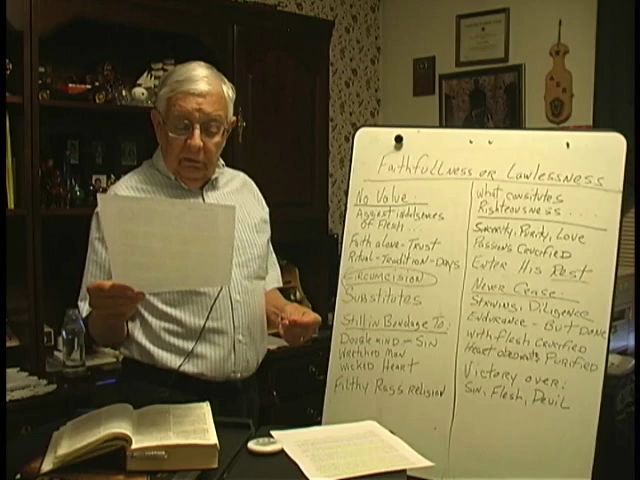 Faithfullness or Lawlessness
No Value:
Against indulgences
of Flesh...
Faith alone - Trust
Ritual - Tradition - Days
Circumcision
Substitutes
Still in Bondage To:
Double mind - Sin
Wretched Man
Wicked Heart
Filthy Rags Religion
What constitutes
Righteousness....
Sincerity, Purity, Love
Passions Crucified
Enter His Rest
Never Cease:
Striving, Diligence
Endurance - But Done
with flesh crucified
Heart Purified
Victory over:
Sin, Flesh, Devil